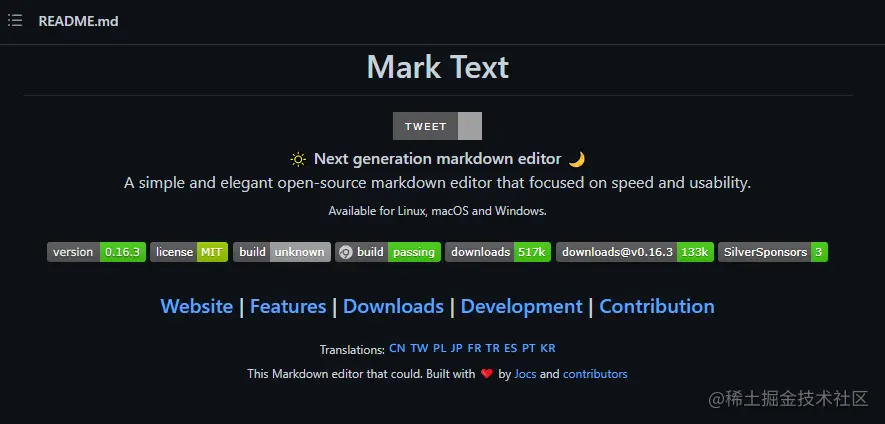 README.md
Mark Text
TWEET
Next generation markdown editor
A simple and elegant open-source markdown editor that focused on speed and usability.
Available for Linux, macOS and Windows.
version 0.16.3 license MIT build unknown build passing downloads 517k downloads@v0.16.3 133k SilverSponsors 3
Website | Features | Downloads | Development | Contribution
Translations: CN TW PL JP FR TR ES PT KR
This Markdown editor that could. Built with ❤ by Jocs and contributors
@稀土掘金技术社区